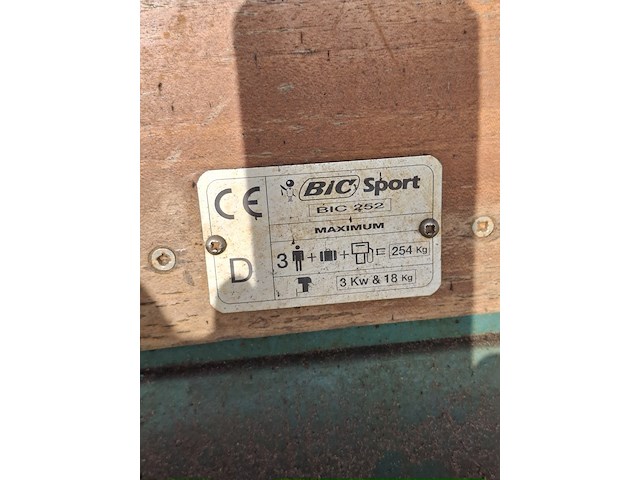 CE
BiC Sport
BIC 252
MAXIMUM
D
3 + + = 254 Kg
3 Kw & 18 Kg